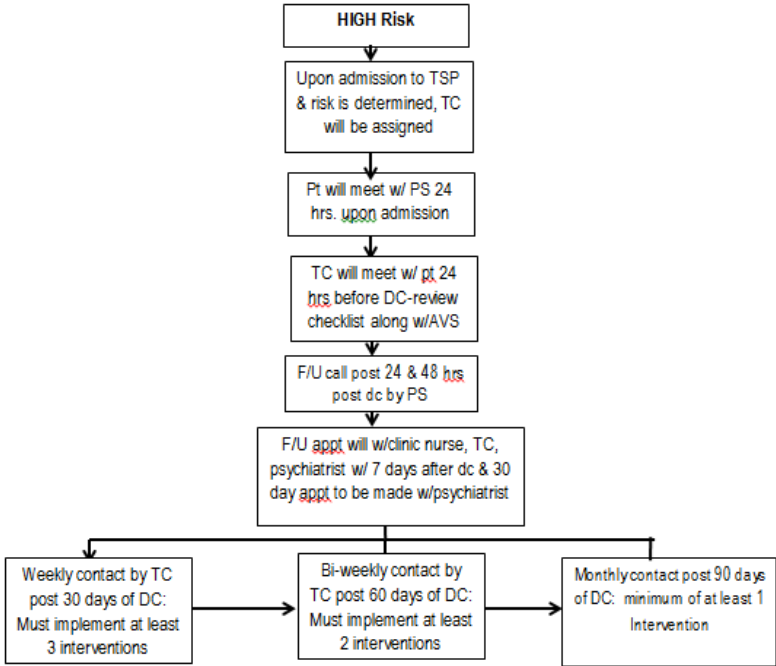 HIGH Risk
Upon admission to TSP
& risk is determined, TC
will be assigned
Pt will meet w/ PS 24
hrs. upon admission
TC will meet w/ pt 24
hrs before DC-review
checklist along w/AVS
F/U call post 24 & 48 hrs
post dc by PS
F/U appt will w/clinic nurse, TC,
psychiatrist w/ 7 days after dc & 30
day appt to be made w/psychiatrist
Weekly contact by TC
post 30 days of DC:
Must implement at least
3 interventions
Bi-weekly contact by
TC post 60 days of DC:
Must implement at least
2 interventions
Monthly contact post 90 days
of DC: minimum of at least 1
Intervention